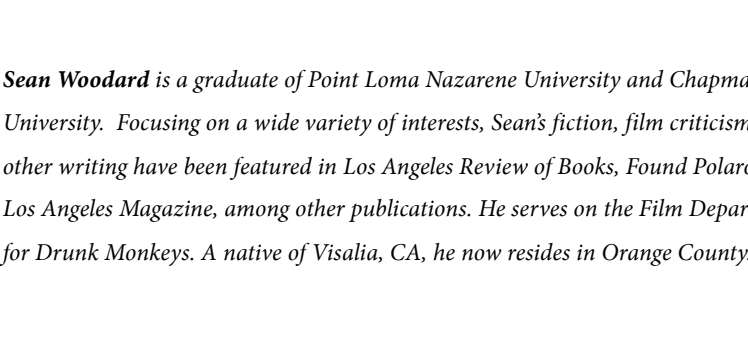 Sean Woodard is a graduate of Point Loma Nazarene University and Chapma
University.  Focusing on a wide variety of interests, Sean’s fiction, film criticism
other writing have been featured in Los Angeles Review of Books, Found Polaro
Los Angeles Magazine, among other publications. He serves on the Film Depar
for Drunk Monkeys. A native of Visalia, CA, he now resides in Orange County.